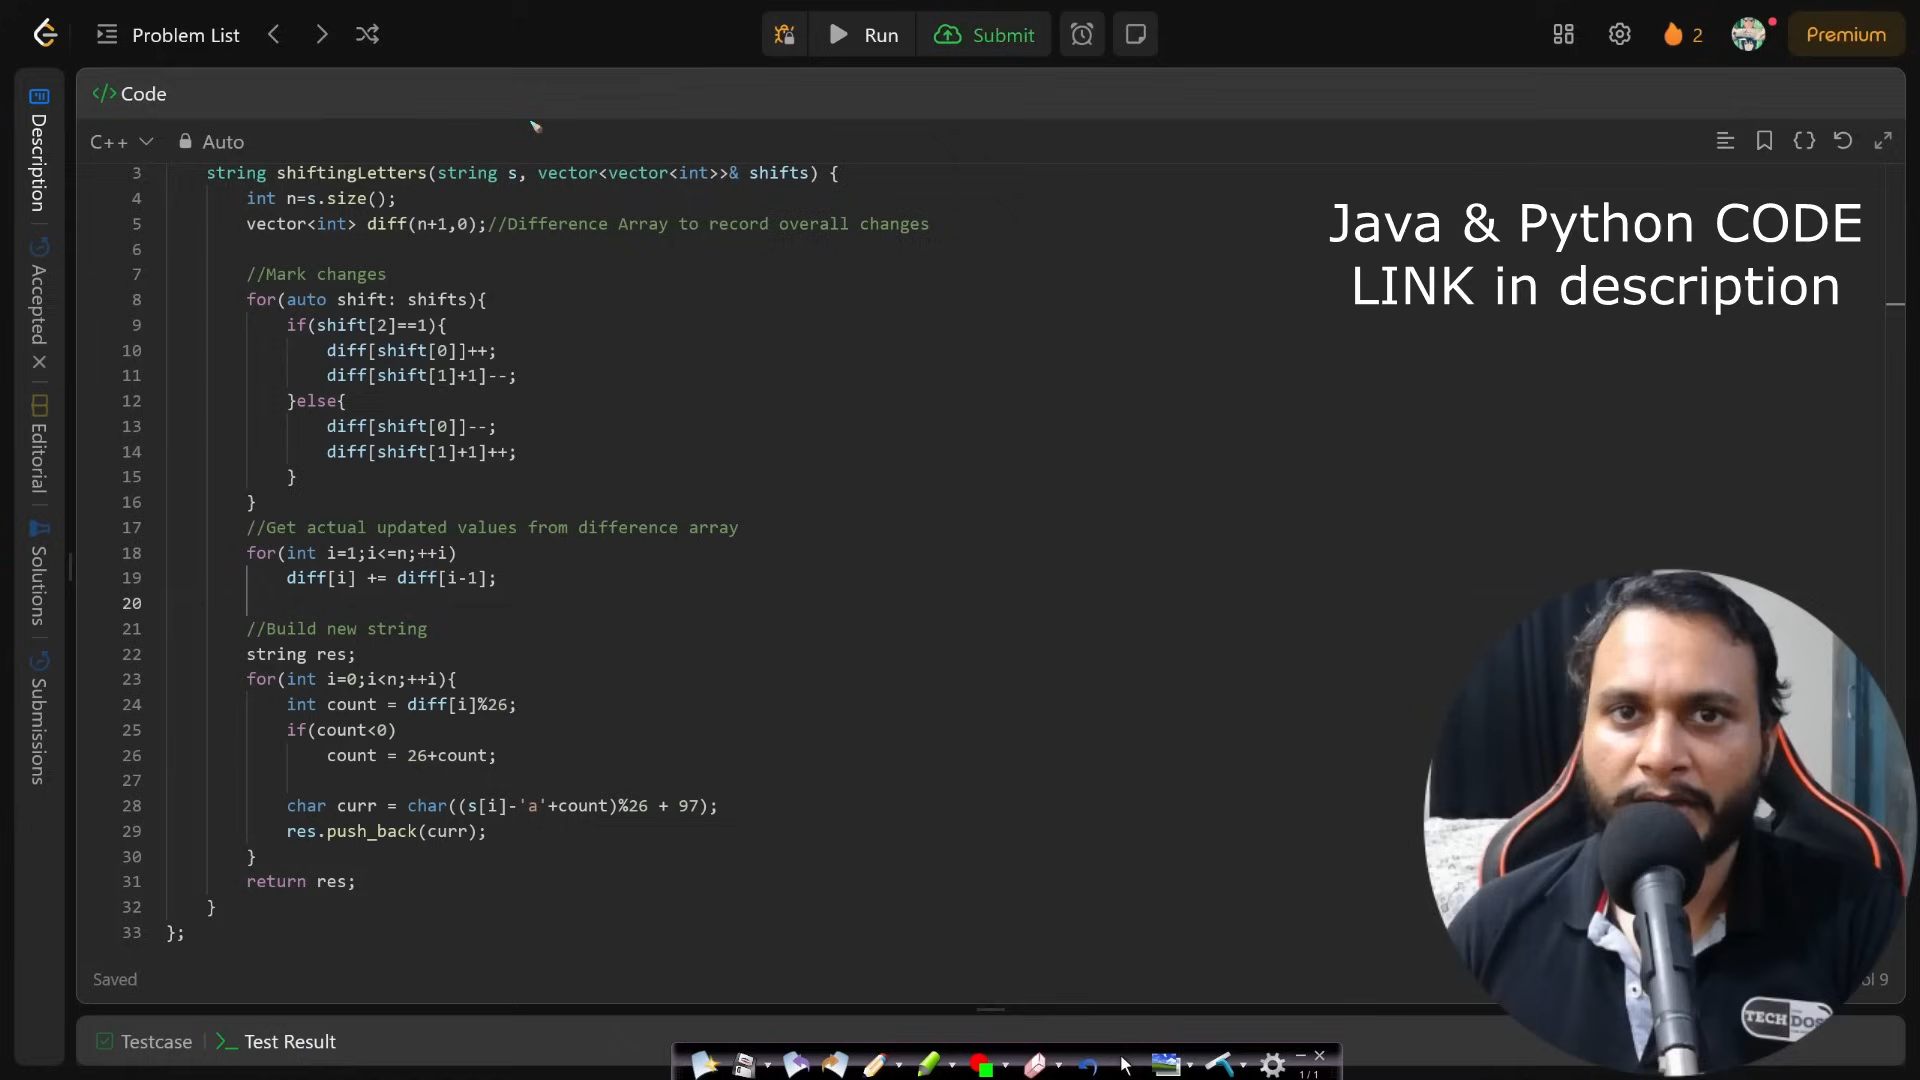 Problem List
Run
Submit
2
Premium
Code
C++
Auto
Java & Python CODE
LINK in description
Description
Accepted
Editorial
Solutions
Submissions
3 string shiftingLetters(string s, vector<vector<int>>& shifts) {
4 int n=s.size();
5 vector<int> diff(n+1,0);//Difference Array to record overall changes
6
7 //Mark changes
8 for(auto shift: shifts){
9 if(shift[2]==1){
10 diff[shift[0]]++;
11 diff[shift[1]+1]--;
12 }else{
13 diff[shift[0]]--;
14 diff[shift[1]+1]++;
15 }
16 }
17 //Get actual updated values from difference array
18 for(int i=1;i<=n;++i)
19 diff[i] += diff[i-1];
20
21 //Build new string
22 string res;
23 for(int i=0;i<n;++i){
24 int count = diff[i]%26;
25 if(count<0)
26 count = 26+count;
27
28 char curr = char((s[i]-'a'+count)%26 + 97);
29 res.push_back(curr);
30 }
31 return res;
32 }
33 };
Saved
ol 9
TECH DOSE
Testcase
Test Result
1/1